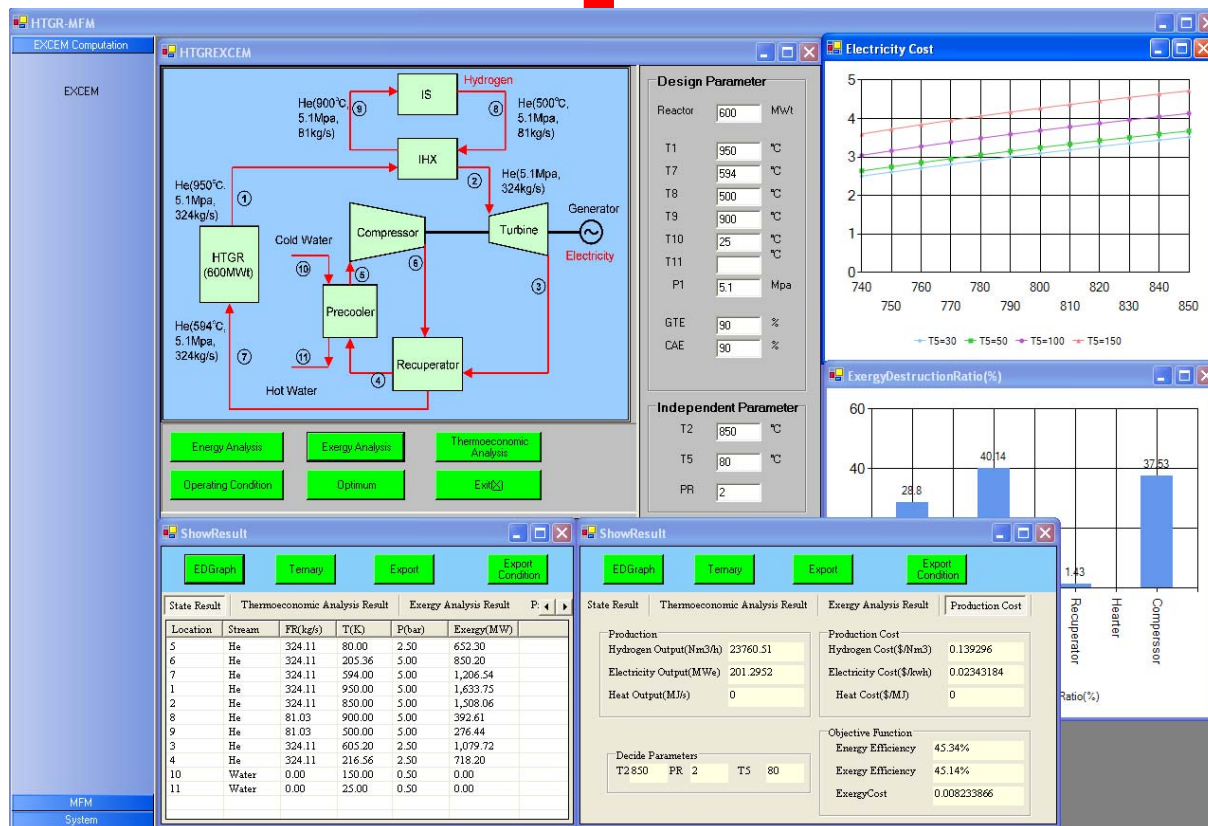 HTGR-MFM
EXCEM Computation
EXCEM
MFM
System
HTGREXCEM
Hydrogen
IS
He(900°C,
5.1Mpa,
81kg/s)
⑨
⑧
He(500°C,
5.1Mpa,
81kg/s)
IHX
②
He(5.1Mpa,
324kg/s)
He(950°C.
5.1Mpa,
324kg/s)
①
Generator
Compressor
Turbine
Electricity
HTGR
(600MWt)
Cold Water
⑩
⑤
⑥
③
Precooler
He(594°C,
5.1Mpa,
324kg/s)
⑦
⑪
Hot Water
④
Recuperator
Energy Analysis
Exergy Analysis
Thermoeconomic
Analysis
Operating Condition
Optimum
Exit(X)
Design Parameter
Reactor 600 MWt
T1 950 °C
T7 594 °C
T8 500 °C
T9 900 °C
T10 25 °C
T11 °C
P1 5.1 Mpa
GTE 90 %
CAE 90 %
Independent Parameter
T2 850 °C
T5 80 °C
PR 2
Electricity Cost
5
4
3
2
1
0
740 760 780 800 820 840
750 770 790 810 830 850
T5=30 T5=50 T5=100 T5=150
ExergyDestructionRatio(%)
60
40
28.8
40.14
1.43
37.53
Recuperator
Hearter
Comperssor
Ratio(%)
ShowResult
EDGraph
Ternary
Export
Export
Condition
State Result Thermoeconomic Analysis Result Exergy Analysis Result P:
Location Stream FR(kg/s) T(K) P(bar) Exergy(MW)
5 He 324.11 80.00 2.50 652.30
6 He 324.11 205.36 5.00 850.20
7 He 324.11 594.00 5.00 1,206.54
1 He 324.11 950.00 5.00 1,633.75
2 He 324.11 850.00 5.00 1,508.06
8 He 81.03 900.00 5.00 392.61
9 He 81.03 500.00 5.00 276.44
3 He 324.11 605.20 2.50 1,079.72
4 He 324.11 216.56 2.50 718.20
10 Water 0.00 150.00 0.50 0.00
11 Water 0.00 25.00 0.50 0.00
ShowResult
EDGraph
Ternary
Export
Export
Condition
State Result Thermoeconomic Analysis Result Exergy Analysis Result Production Cost
Production
Hydrogen Output(Nm3/h) 23760.51
Electricity Output(MWe) 201.2952
Heat Output(MJ/s) 0
Production Cost
Hydrogen Cost($/Nm3) 0.139296
Electricity Cost($/kwh) 0.02343184
Heat Cost($/MJ) 0
Decide Parameters
T2 850 PR 2 T5 80
Objective Function
Energy Efficiency 45.34%
Exergy Efficiency 45.14%
ExergyCost 0.008233866